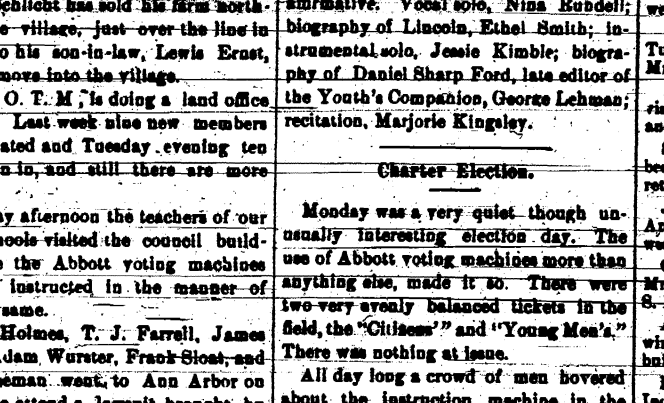 chlicht has sold his farm north-
e village, just over the line in
o his son-in-law, Lewis Ernst,
move into the village.
O. T. M., is doing a land office
Last week nine new members
ated and Tuesday evening ten
n in, and still there are more
y afternoon the teachers of our
hools visited the council build-
e the Abbott voting machines
instructed in the manner of
same.
Holmes, T. J. Farrell, James
dam Wurster, Frank Sloat, and
eman went to Ann Arbor on
affirmative. Vocal solo, Nina Rundell;
biography of Lincoln, Ethel Smith; in-
strumental solo, Jessie Kimble; biogra-
phy of Daniel Sharp Ford, late editor of
the Youth's Companion, George Lehman;
recitation, Marjorie Kingsley.
Charter Election.
Monday was a very quiet though un-
usually interesting election day. The
use of Abbott voting machines more than
anything else, made it so. There were
two very evenly balanced tickets in the
field, the "Citizens'" and "Young Men's."
There was nothing at issue.
All day long a crowd of men hovered
about the instruction machine in the